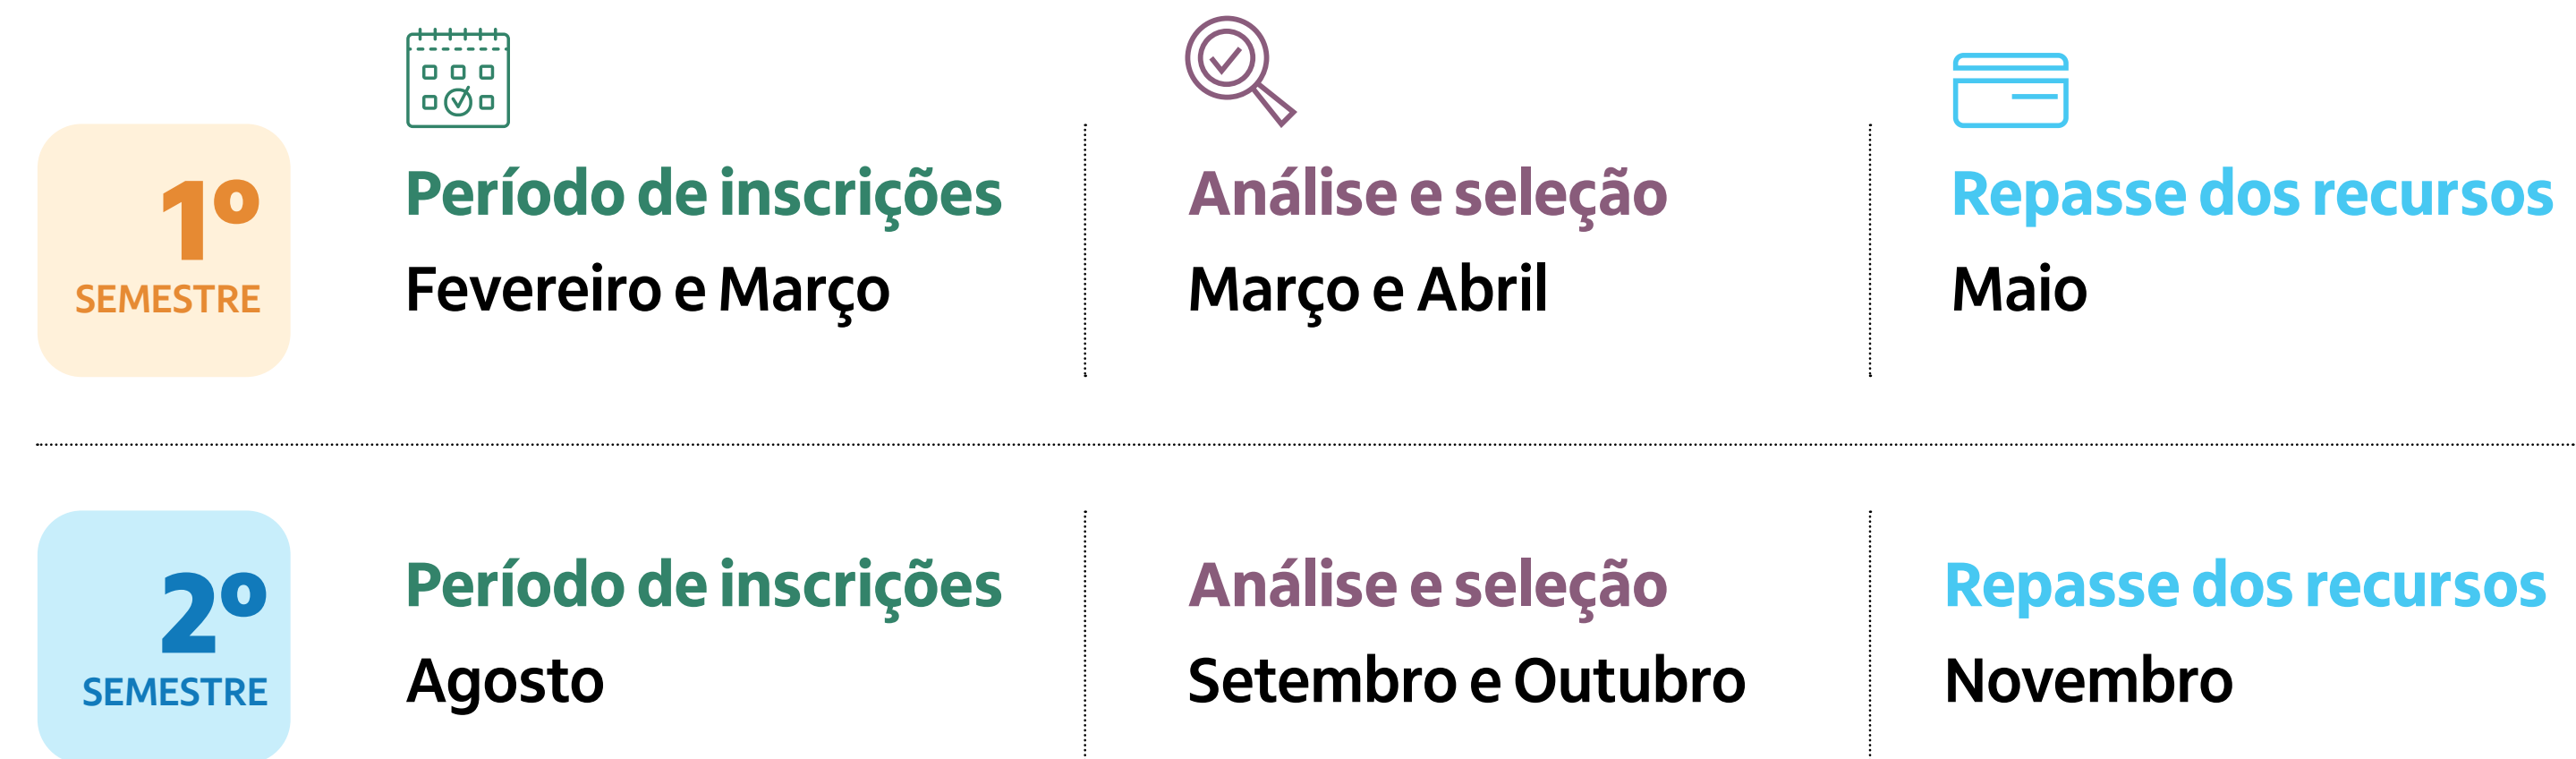 1º
SEMESTRE
Período de inscrições
Fevereiro e Março
Análise e seleção
Março e Abril
Repasse dos recursos
Maio
2º
SEMESTRE
Período de inscrições
Agosto
Análise e seleção
Setembro e Outubro
Repasse dos recursos
Novembro